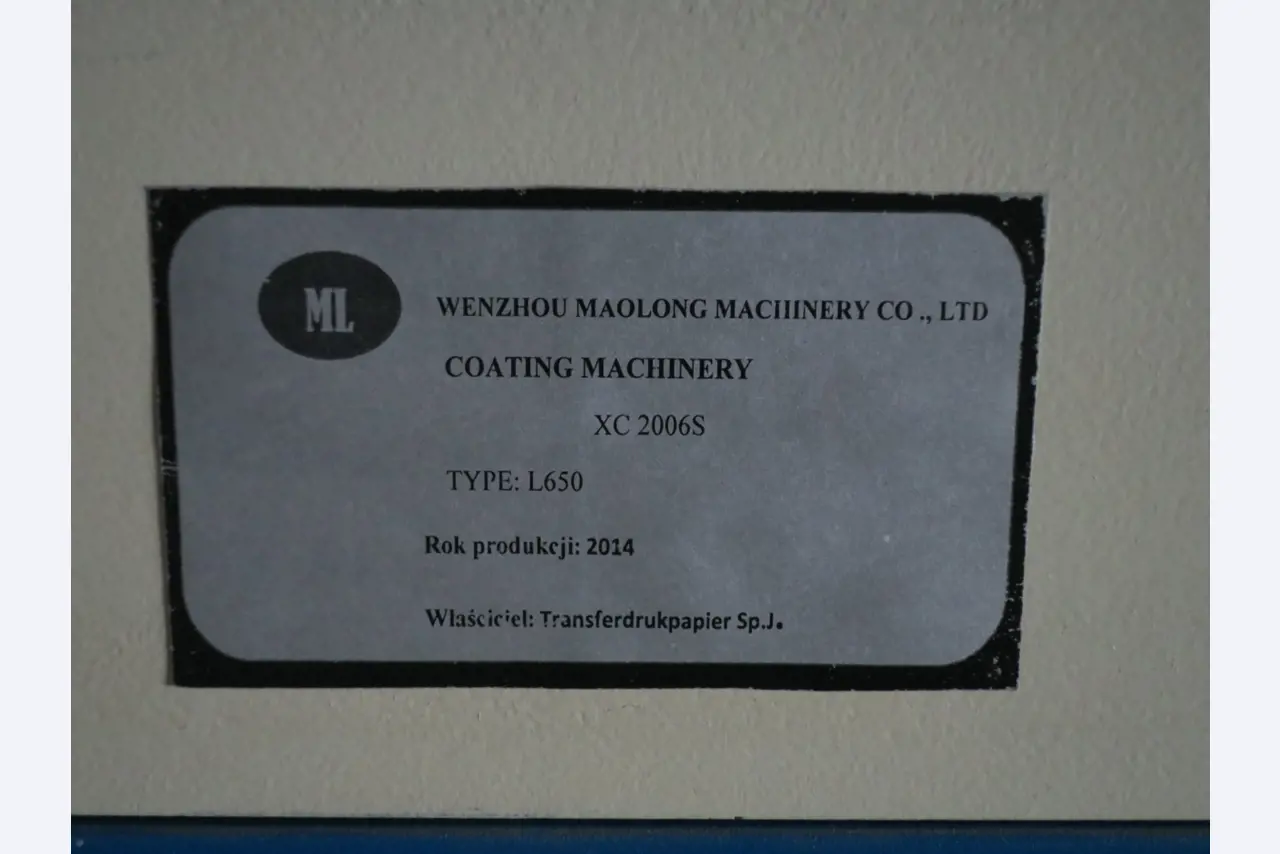 ML
WENZHOU MAOLONG MACHINERY CO ., LTD
COATING MACHINERY
XC 2006S
TYPE: L650
Rok produkcji: 2014
Właściciel: Transferdrukpapier Sp.J.